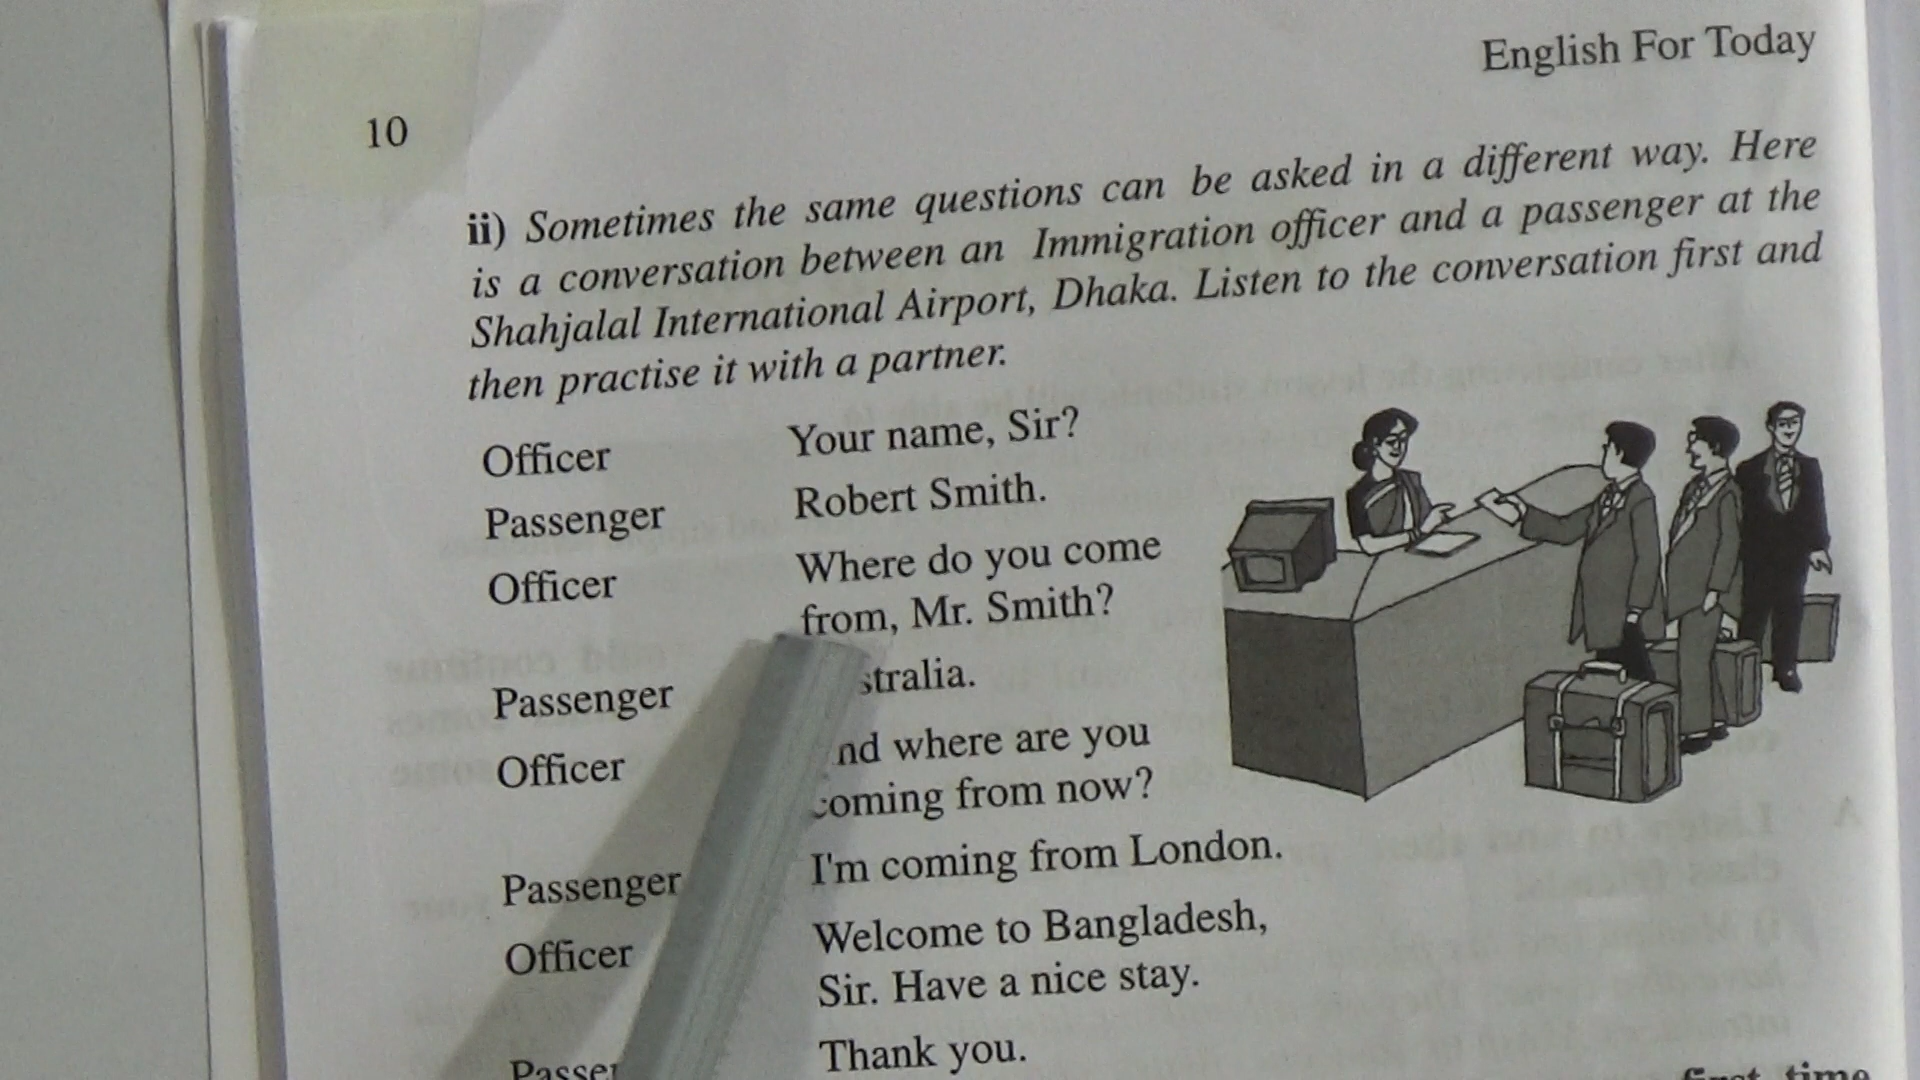 English For Today
10
ii) Sometimes the same questions can be asked in a different way. Here
is a conversation between an Immigration officer and a passenger at the
Shahjalal International Airport, Dhaka. Listen to the conversation first and
then practise it with a partner.
Officer Your name, Sir?
Passenger Robert Smith.
Officer Where do you come
from, Mr. Smith?
Passenger stralia.
Officer nd where are you
coming from now?
Passenger I'm coming from London.
Officer Welcome to Bangladesh,
Sir. Have a nice stay.
Thank you.
first time